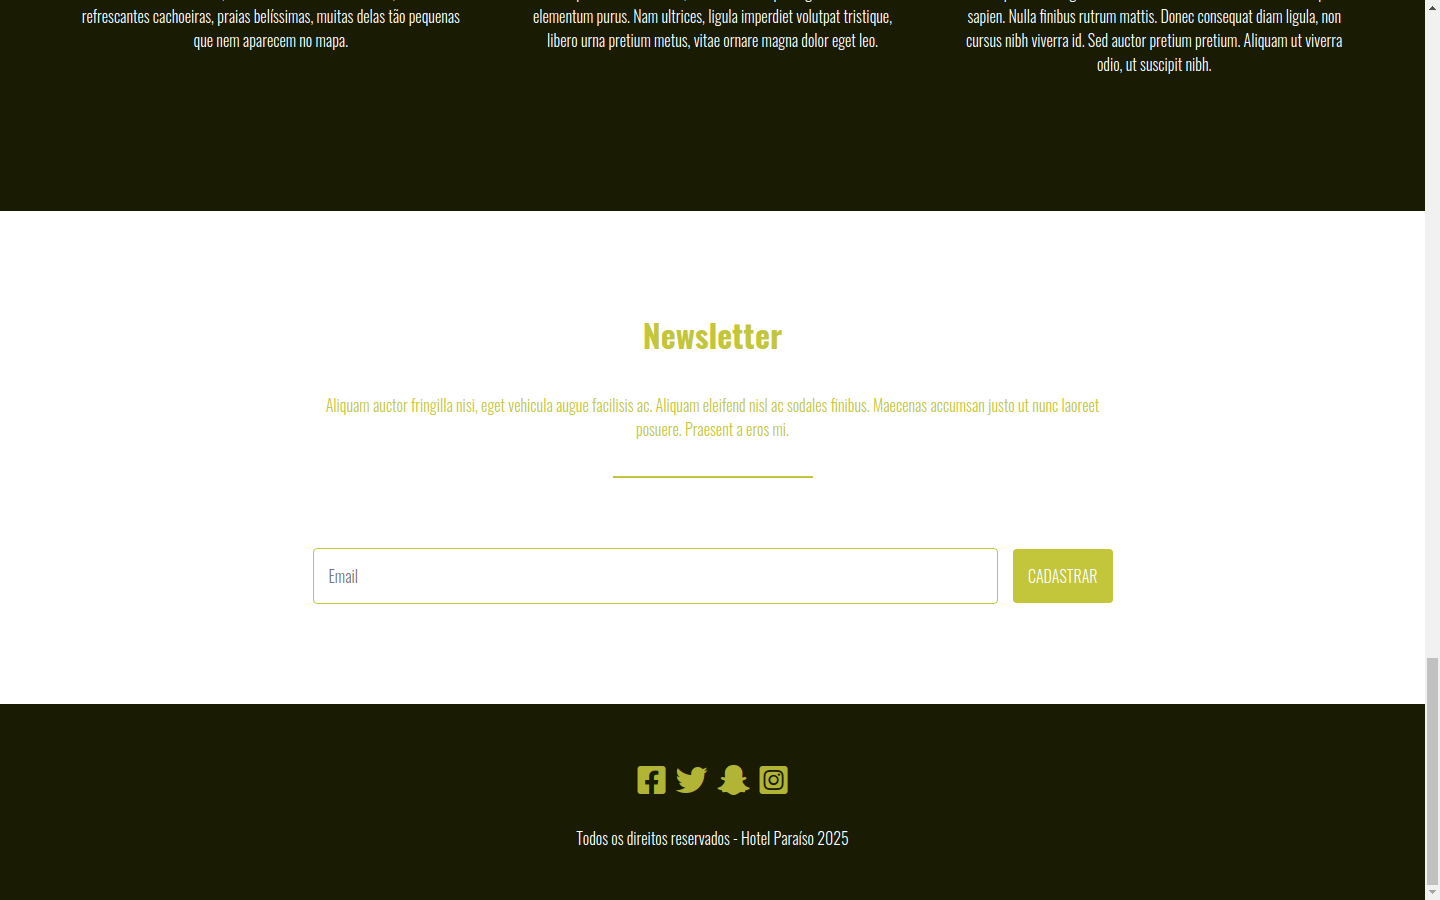 refrescantes cachoeiras, praias belíssimas, muitas delas tão pequenas
que nem aparecem no mapa.
elementum purus. Nam ultrices, ligula imperdiet volutpat tristique,
libero urna pretium metus, vitae ornare magna dolor eget leo.
sapien. Nulla finibus rutrum mattis. Donec consequat diam ligula, non
cursus nibh viverra id. Sed auctor pretium pretium. Aliquam ut viverra
odio, ut suscipit nibh.
Newsletter
Aliquam auctor fringilla nisi, eget vehicula augue facilisis ac. Aliquam eleifend nisl ac sodales finibus. Maecenas accumsan justo ut nunc laoreet
posuere. Praesent a eros mi.
Email
CADASTRAR
Todos os direitos reservados - Hotel Paraíso 2025